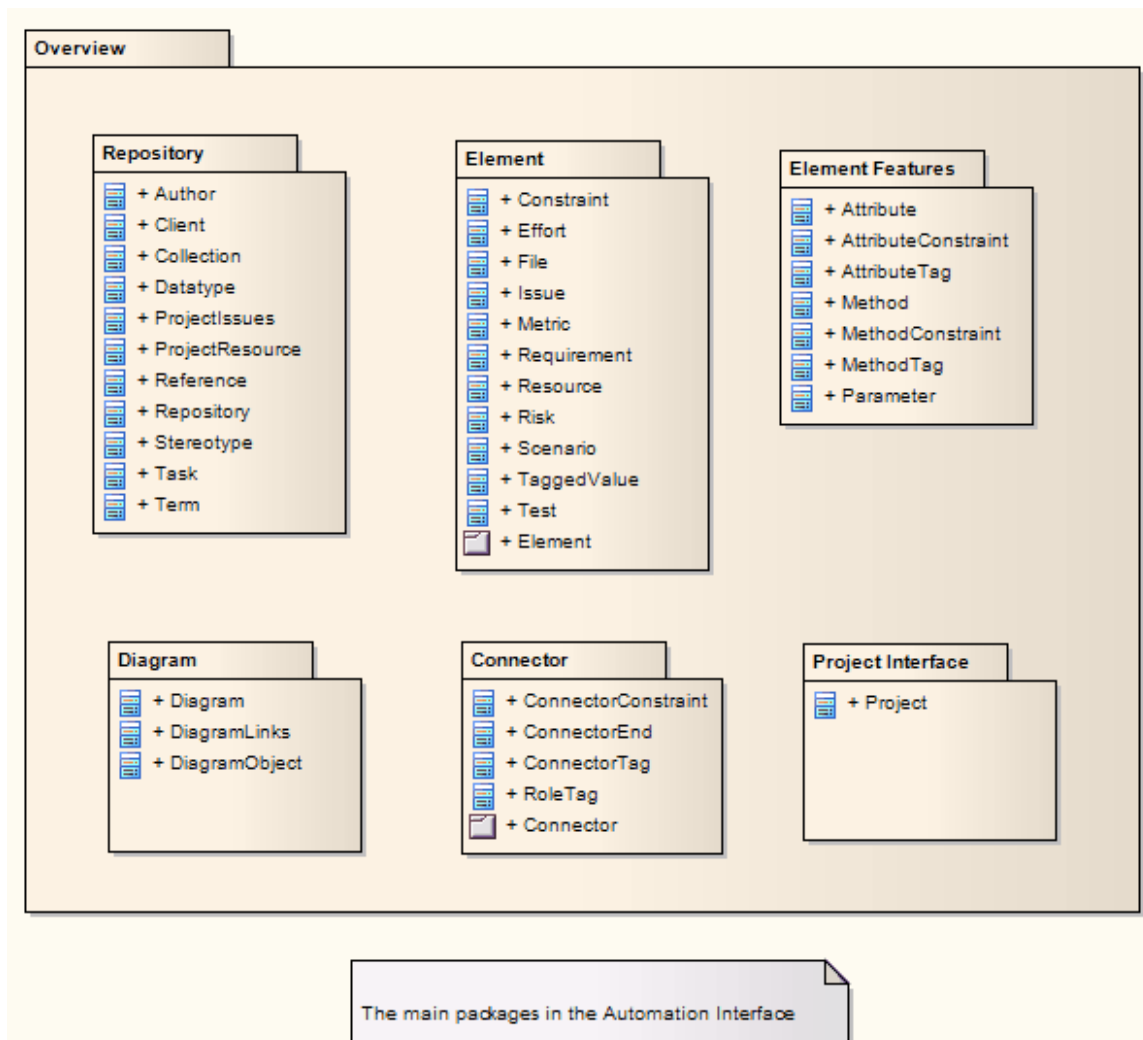 Overview
Repository
+ Author
+ Client
+ Collection
+ Datatype
+ ProjectIssues
+ ProjectResource
+ Reference
+ Repository
+ Stereotype
+ Task
+ Term
Element
+ Constraint
+ Effort
+ File
+ Issue
+ Metric
+ Requirement
+ Resource
+ Risk
+ Scenario
+ TaggedValue
+ Test
+ Element
Element Features
+ Attribute
+ AttributeConstraint
+ AttributeTag
+ Method
+ MethodConstraint
+ MethodTag
+ Parameter
Diagram
+ Diagram
+ DiagramLinks
+ DiagramObject
Connector
+ ConnectorConstraint
+ ConnectorEnd
+ ConnectorTag
+ RoleTag
+ Connector
Project Interface
+ Project
The main packages in the Automation Interface